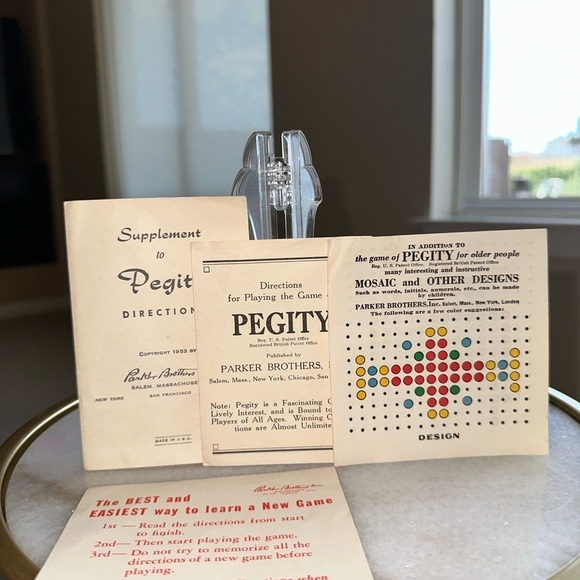 Supplement
to
Pegit
DIRECTION
COPYRIGHT 1953 BY
Parker Brothers
SALEM, MASSACHUSE
NEW YORK SAN FRANCISCO
MADE IN U.S.A.
Directions
for Playing the Game
PEGITY
Reg. U. S. Patent Office
Registered British Patent Office
Published by
PARKER BROTHERS,
Salem, Mass., New York, Chicago, San
Note: Pegity is a Fascinating
Lively Interest, and is Bound to
Players of All Ages. Winning
tions are Almost Unlimite
IN ADDITION TO
the game of PEGITY for older people
Reg. U. S. Patent Office. Registered British Patent Office
many interesting and instructive
MOSAIC and OTHER DESIGNS
Such as words, initials, numerals, etc., can be made
by children.
PARKER BROTHERS, Inc. Salem, Mass., New York, London
The following are a few color suggestions:
DESIGN
The BEST and
EASIEST way to learn a New Game
Parker Brothers Inc
1st — Read the directions from start
to finish.
2nd— Then start playing the game.
3rd— Do not try to memorize all the
directions of a new game before
playing.
when